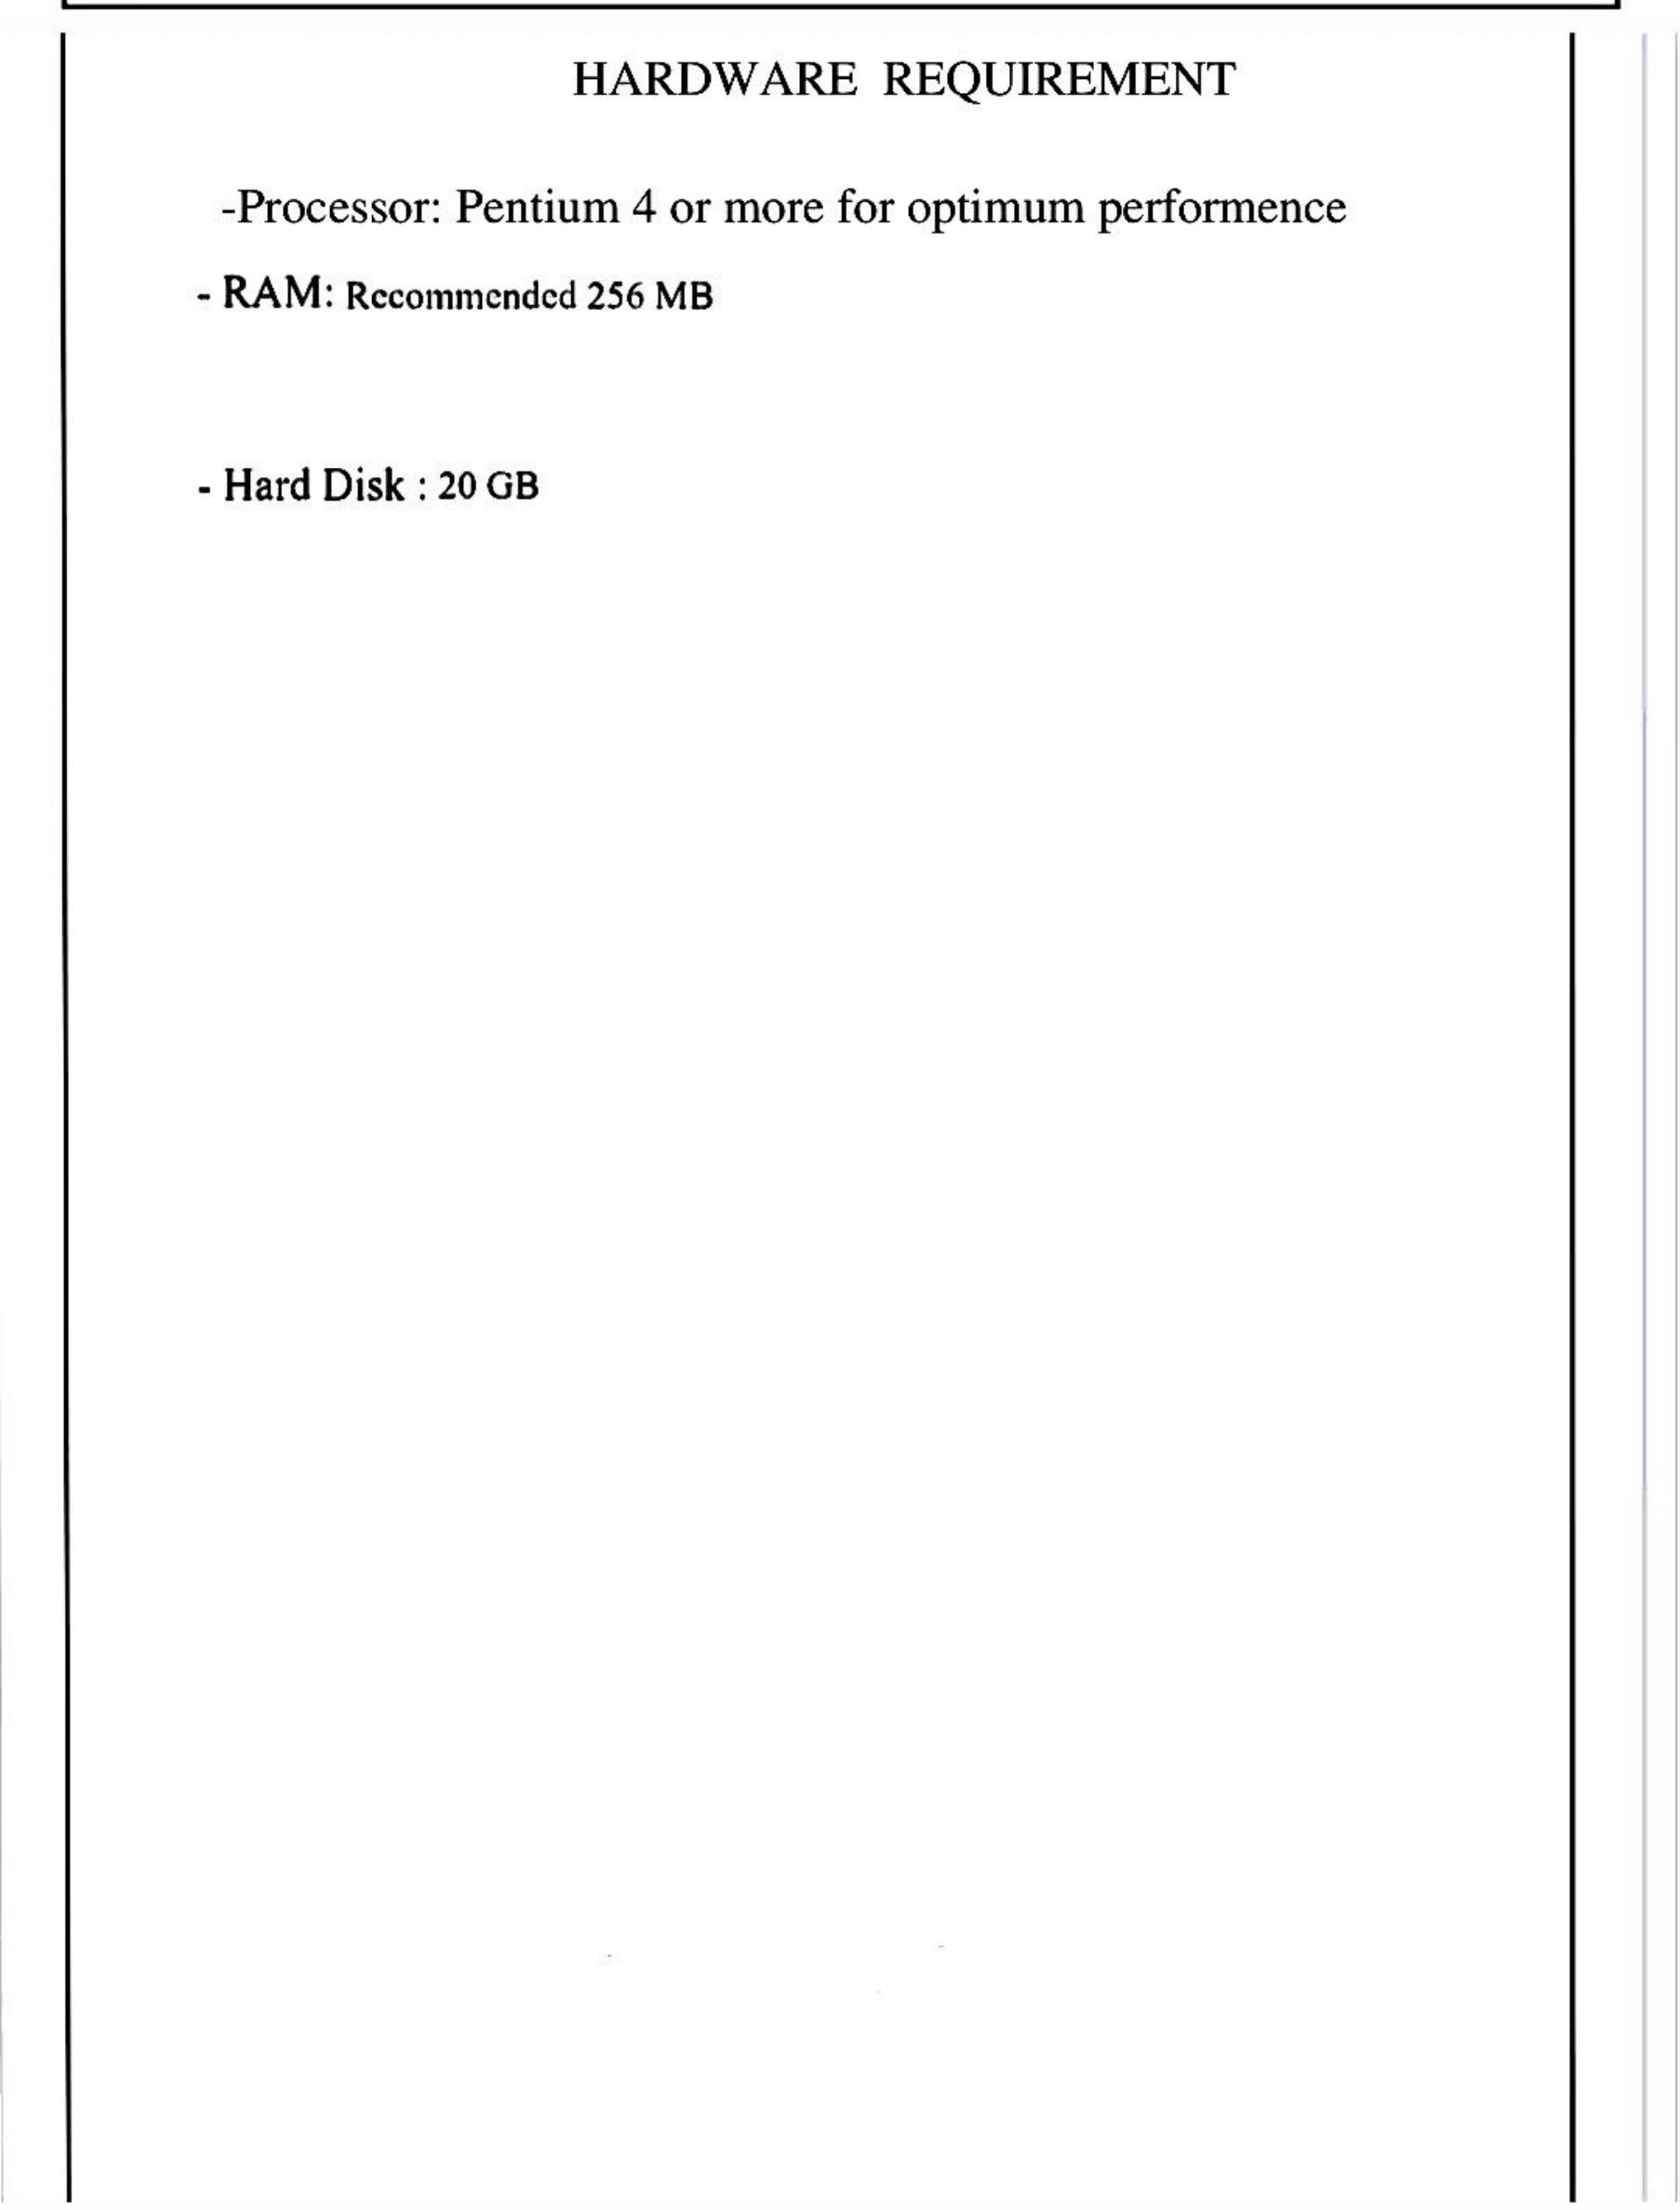 HARDWARE REQUIREMENT
-Processor: Pentium 4 or more for optimum performence
- RAM: Recommended 256 MB
- Hard Disk : 20 GB